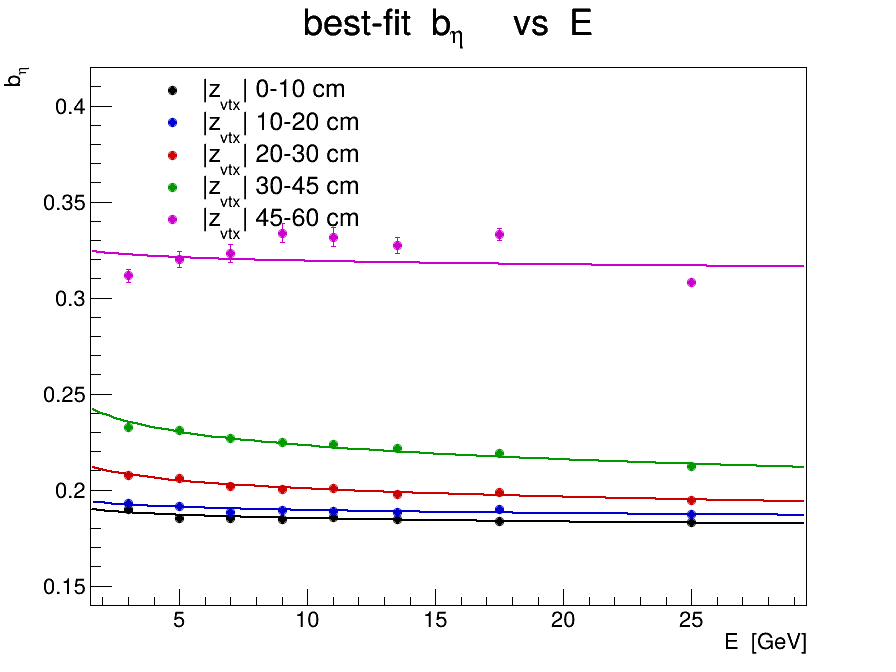 best-fit b_η vs E
b_η
|z_vtx| 0-10 cm
|z_vtx| 10-20 cm
|z_vtx| 20-30 cm
|z_vtx| 30-45 cm
|z_vtx| 45-60 cm
0.4
0.35
0.3
0.25
0.2
0.15
5 10 15 20 25
E [GeV]